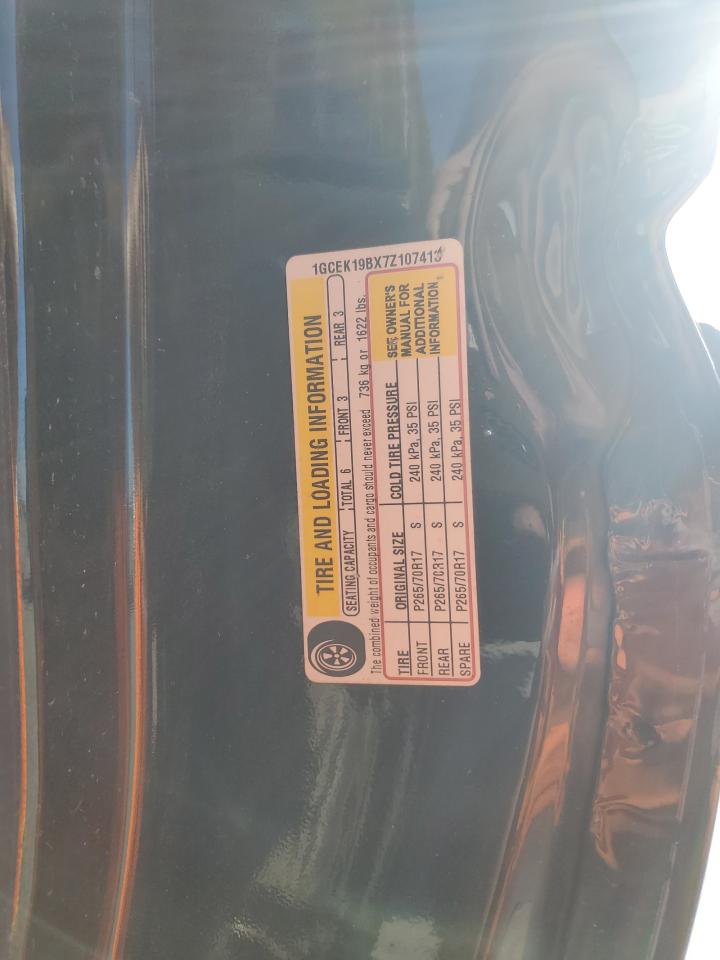 1GCEK19BX7Z107413
TIRE AND LOADING INFORMATION
SEATING CAPACITY TOTAL 6 FRONT 3 REAR 3
The combined weight of occupants and cargo should never exceed 736 kg or 1622 lbs.
TIRE ORIGINAL SIZE COLD TIRE PRESSURE
FRONT P265/70R17 S 240 kPa, 35 PSI
REAR P265/70R17 S 240 kPa, 35 PSI
SPARE P265/70R17 S 240 kPa, 35 PSI
SEE OWNER'S
MANUAL FOR
ADDITIONAL
INFORMATION